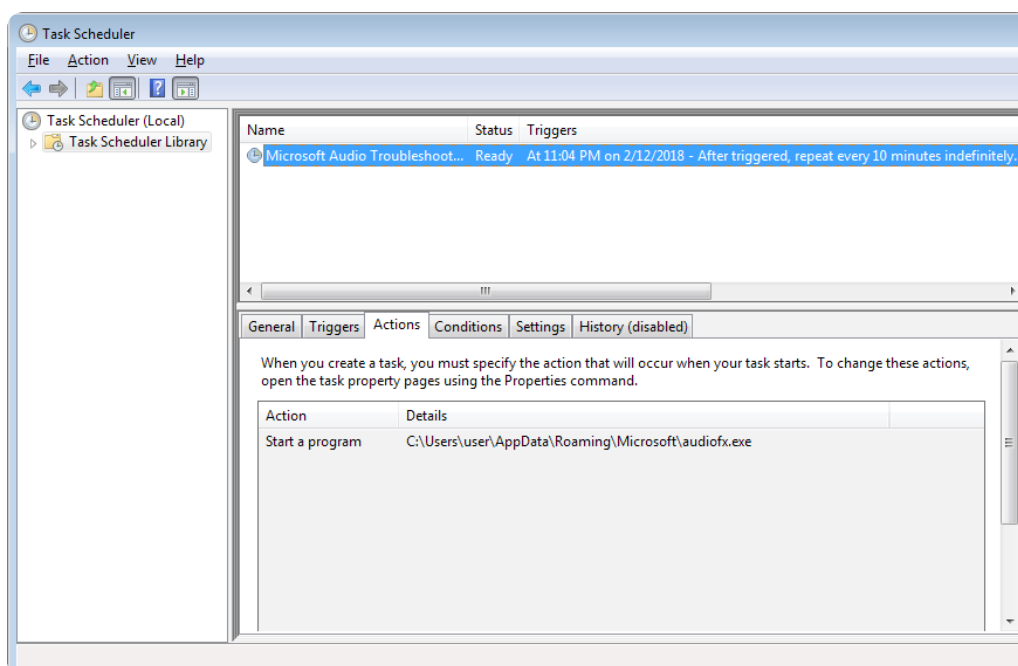 Task Scheduler
File Action View Help
Task Scheduler (Local)
Task Scheduler Library
Name Status Triggers
Microsoft Audio Troubleshoot... Ready At 11:04 PM on 2/12/2018 - After triggered, repeat every 10 minutes indefinitely.
General Triggers Actions Conditions Settings History (disabled)
When you create a task, you must specify the action that will occur when your task starts. To change these actions,
open the task property pages using the Properties command.
Action Details
Start a program C:\Users\user\AppData\Roaming\Microsoft\audiofx.exe